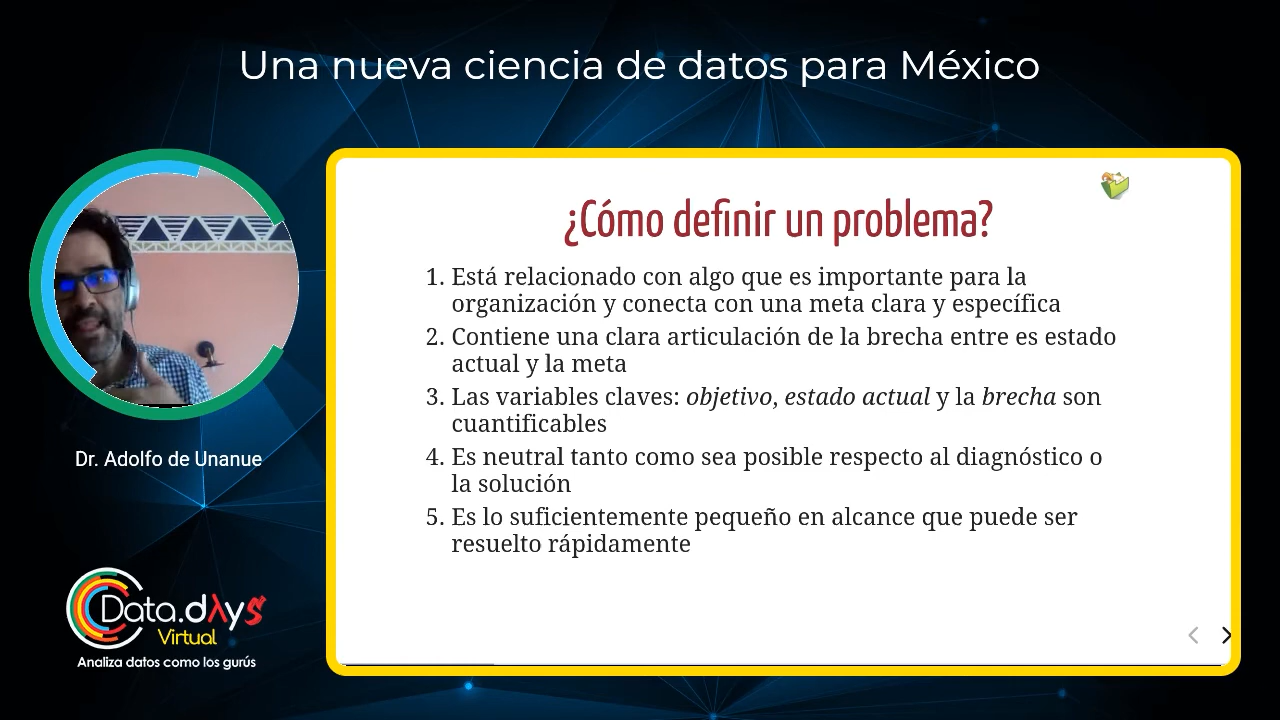 Una nueva ciencia de datos para México
¿Cómo definir un problema?
1. Está relacionado con algo que es importante para la
organización y conecta con una meta clara y específica
2. Contiene una clara articulación de la brecha entre es estado
actual y la meta
3. Las variables claves: objetivo, estado actual y la brecha son
cuantificables
4. Es neutral tanto como sea posible respecto al diagnóstico o
la solución
5. Es lo suficientemente pequeño en alcance que puede ser
resuelto rápidamente
Dr. Adolfo de Unanue
Data.dλys
Virtual
Analiza datos como los gurús